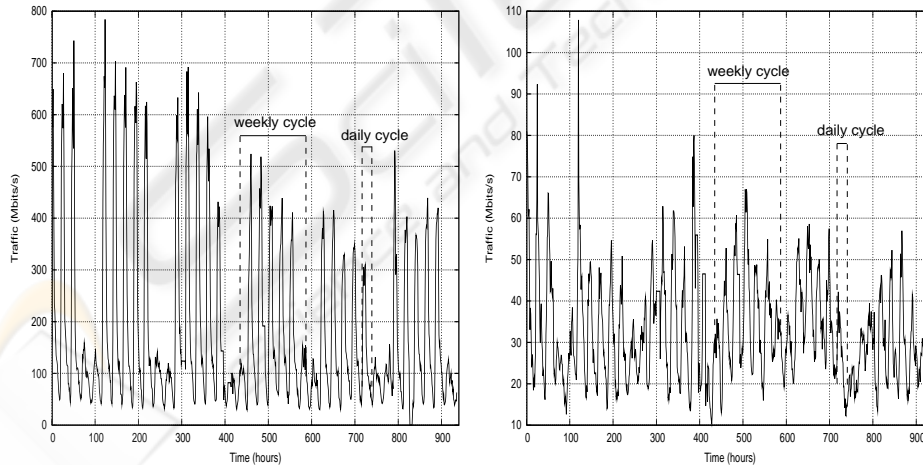 800
700
600
500
400
300
200
100
0
Traffic (Mbits/s)
weekly cycle
daily cycle
0 100 200 300 400 500 600 700 800 900
Time (hours)
110
100
90
80
70
60
50
40
30
20
10
Traffic (Mbits/s)
weekly cycle
daily cycle
0 100 200 300 400 500 600 700 800 900
Time (hours)